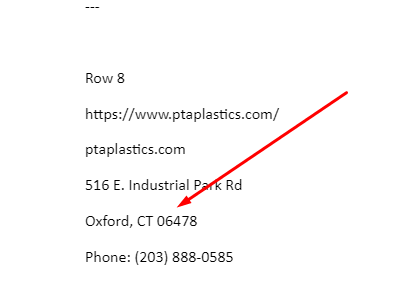 ---
Row 8
https://www.ptaplastics.com/
ptaplastics.com
516 E. Industrial Park Rd
Oxford, CT 06478
Phone: (203) 888-0585